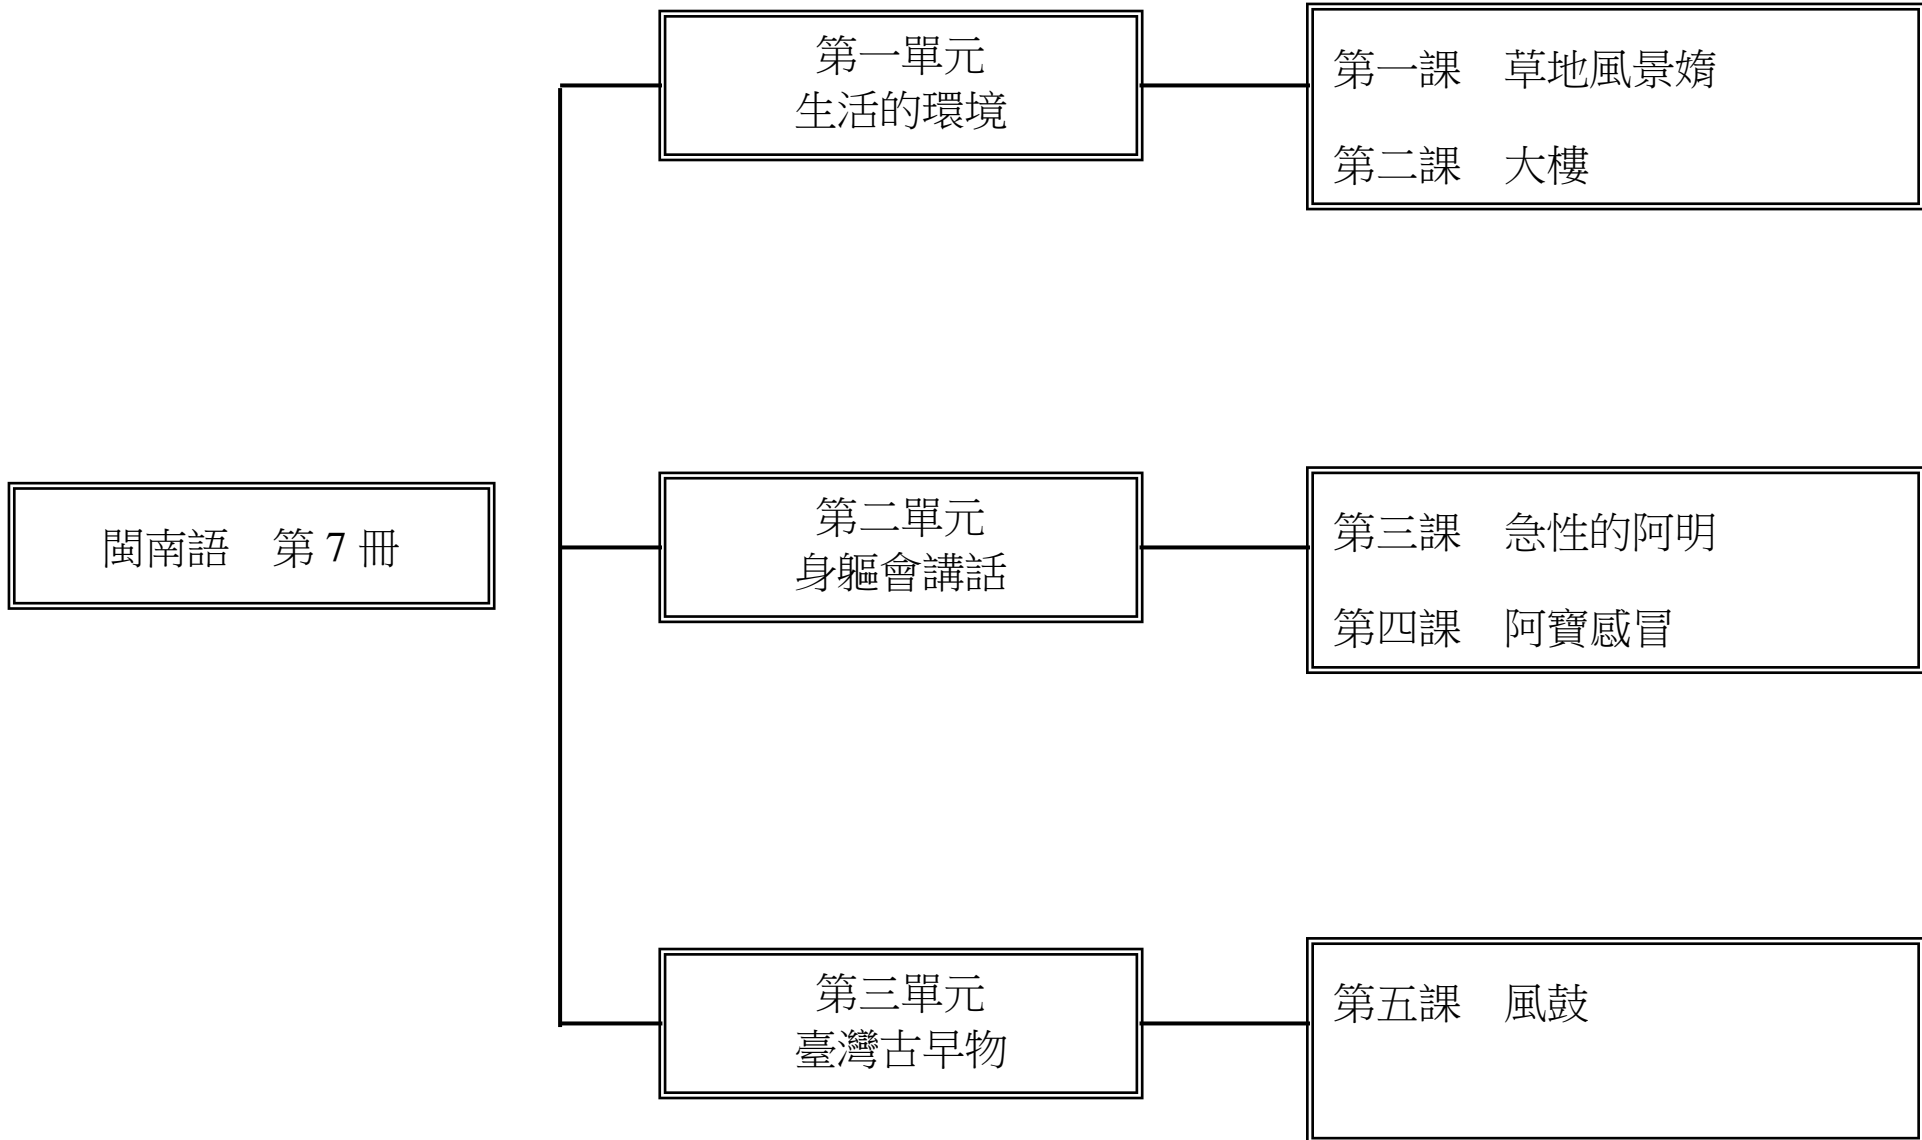 閩南語　第 7 冊
第一單元
生活的環境
第一課　草地風景媠
第二課　大樓
第二單元
身軀會講話
第三課　急性的阿明
第四課　阿寶感冒
第三單元
臺灣古早物
第五課　風鼓